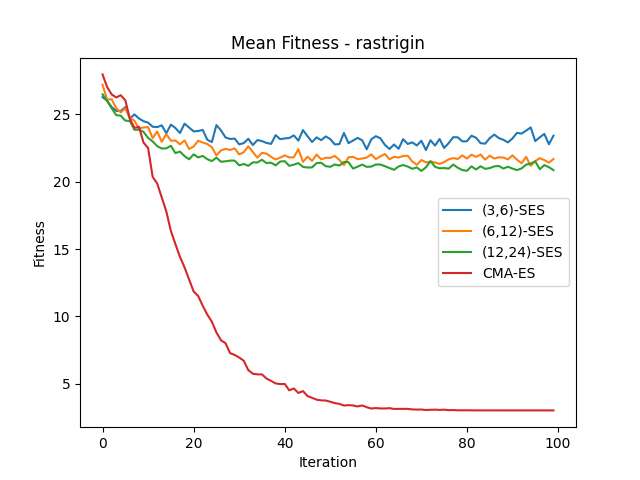 Mean Fitness - rastrigin
25
20
15
10
5
Fitness
(3,6)-SES
(6,12)-SES
(12,24)-SES
CMA-ES
0
20
40
60
80
100
Iteration